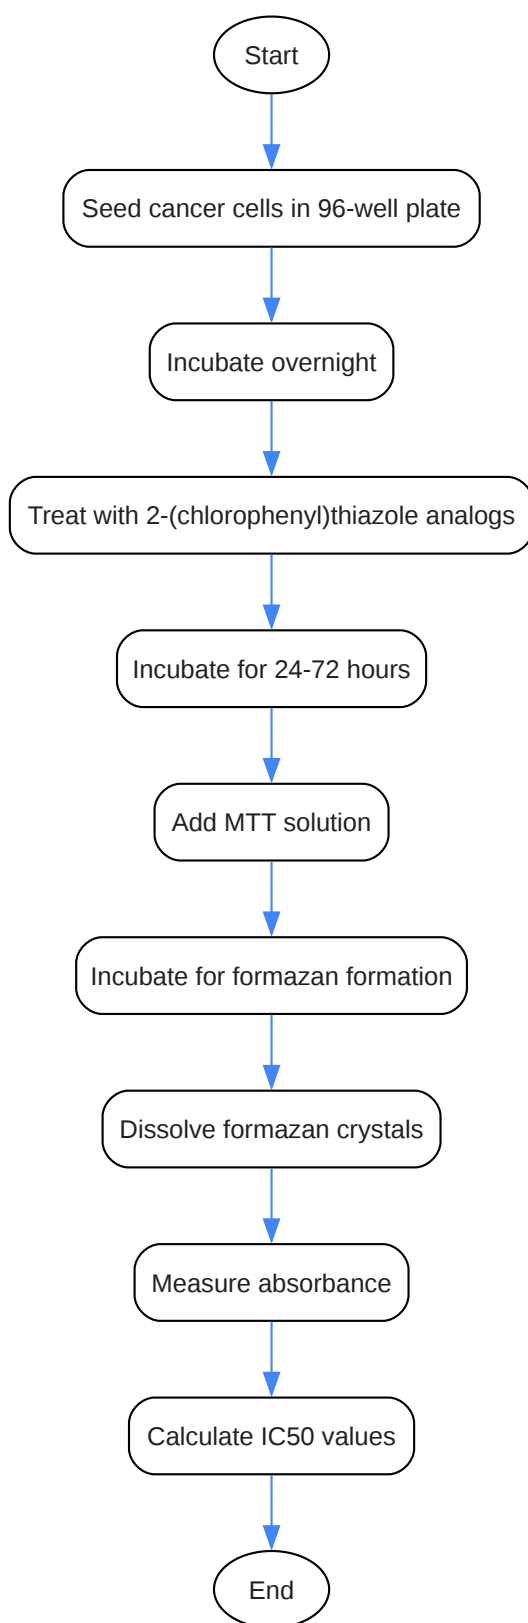 Start
Seed cancer cells in 96-well plate
Incubate overnight
Treat with 2-(chlorophenyl)thiazole analogs
Incubate for 24-72 hours
Add MTT solution
Incubate for formazan formation
Dissolve formazan crystals
Measure absorbance
Calculate IC50 values
End